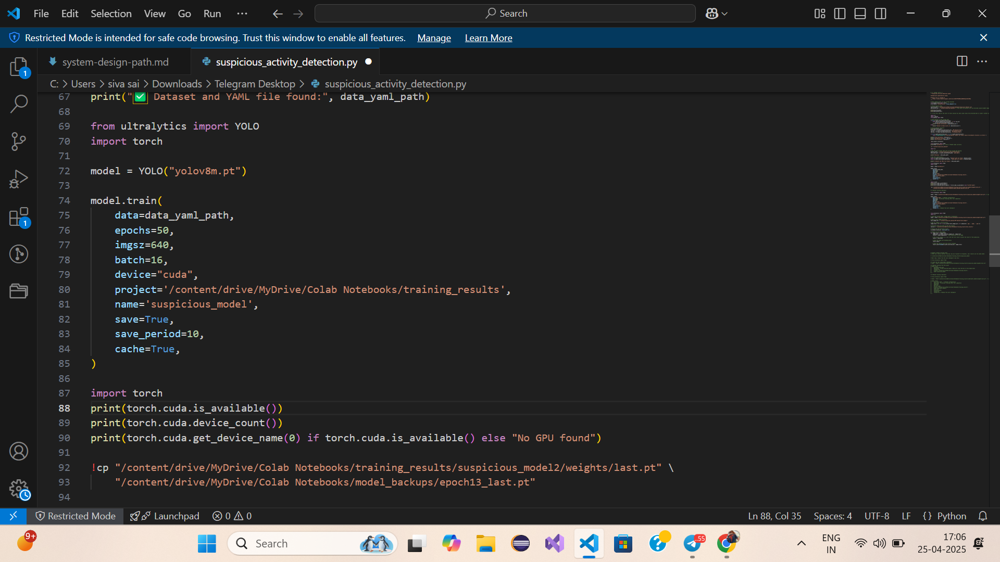 File Edit Selection View Go Run ··· Search
Restricted Mode is intended for safe code browsing. Trust this window to enable all features. Manage Learn More
system-design-path.md suspicious_activity_detection.py
C: > Users > siva sai > Downloads > Telegram Desktop > suspicious_activity_detection.py
67 print("✅ Dataset and YAML file found:", data_yaml_path)
68
69 from ultralytics import YOLO
70 import torch
71
72 model = YOLO("yolov8m.pt")
73
74 model.train(
75 data=data_yaml_path,
76 epochs=50,
77 imgsz=640,
78 batch=16,
79 device="cuda",
80 project='/content/drive/MyDrive/Colab Notebooks/training_results',
81 name='suspicious_model',
82 save=True,
83 save_period=10,
84 cache=True,
85 )
86
87 import torch
88 print(torch.cuda.is_available())
89 print(torch.cuda.device_count())
90 print(torch.cuda.get_device_name(0) if torch.cuda.is_available() else "No GPU found")
91
92 !cp "/content/drive/MyDrive/Colab Notebooks/training_results/suspicious_model2/weights/last.pt" \
93 "/content/drive/MyDrive/Colab Notebooks/model_backups/epoch13_last.pt"
94
1
1
Restricted Mode Launchpad 0 0 Ln 88, Col 35 Spaces: 4 UTF-8 LF {} Python
9+ Search 55 ENG IN 17:06
25-04-2025